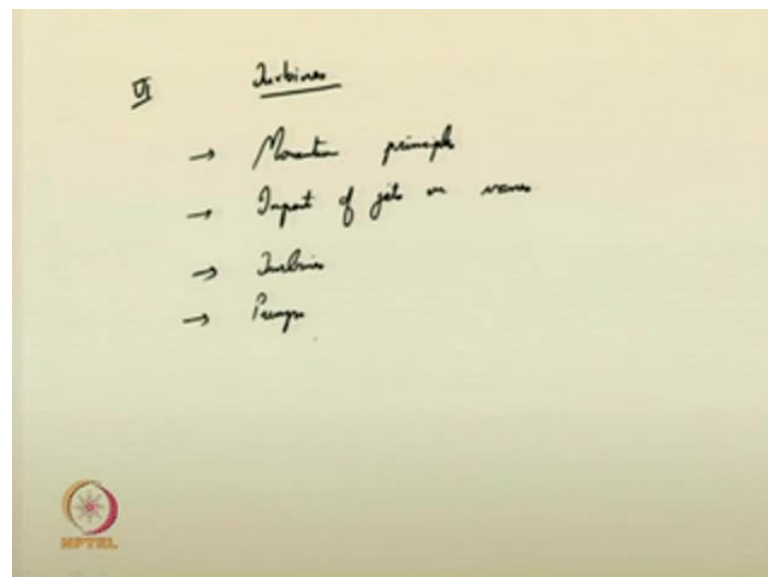 VI Turbines
→ Momentum principle
→ Impact of jets on vanes
→ Turbines
→ Pumps
NPTEL